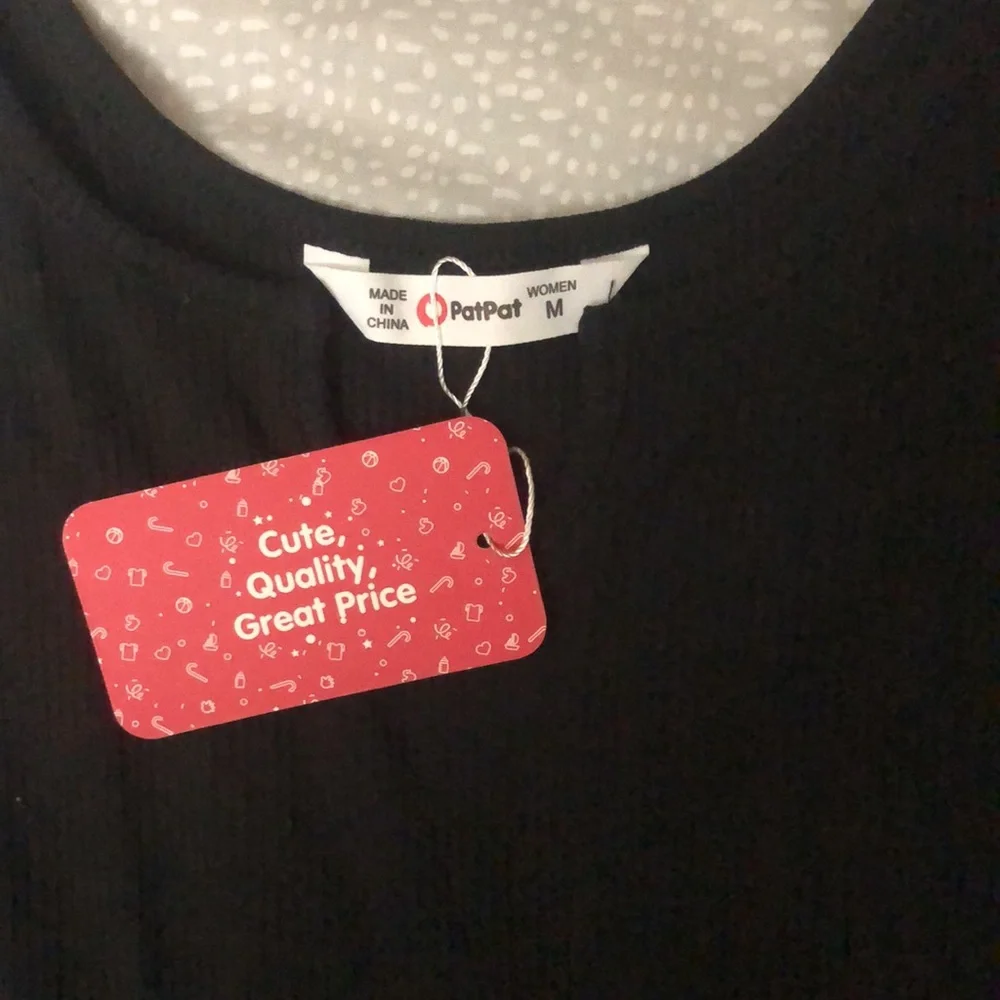 MADE
IN
CHINA
PatPat
WOMEN
M
Cute,
Quality,
Great Price